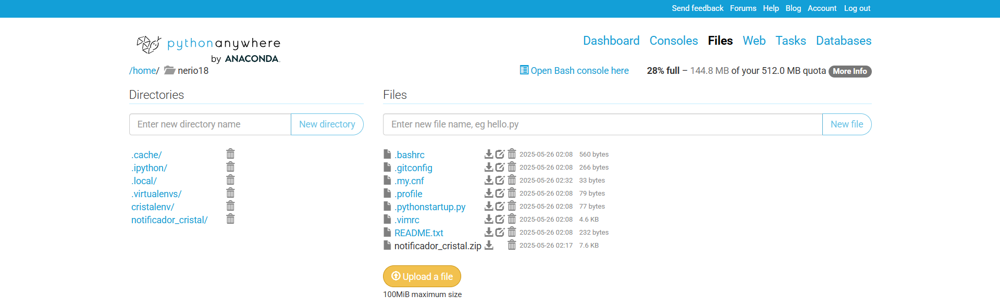 Send feedback Forums Help Blog Account Log out
pythonanywhere
by ANACONDA.
Dashboard Consoles Files Web Tasks Databases
/home/ nerio18
Open Bash console here 28% full – 144.8 MB of your 512.0 MB quota More Info
Directories
Enter new directory name New directory
.cache/
.ipython/
.local/
.virtualenvs/
cristalenv/
notificador_cristal/
Files
Enter new file name, eg hello.py New file
.bashrc 2025-05-26 02:08 560 bytes
.gitconfig 2025-05-26 02:08 266 bytes
.my.cnf 2025-05-26 02:32 33 bytes
.profile 2025-05-26 02:08 79 bytes
.pythonstartup.py 2025-05-26 02:08 77 bytes
.vimrc 2025-05-26 02:08 4.6 KB
README.txt 2025-05-26 02:08 232 bytes
notificador_cristal.zip 2025-05-26 02:17 7.6 KB
Upload a file
100MiB maximum size